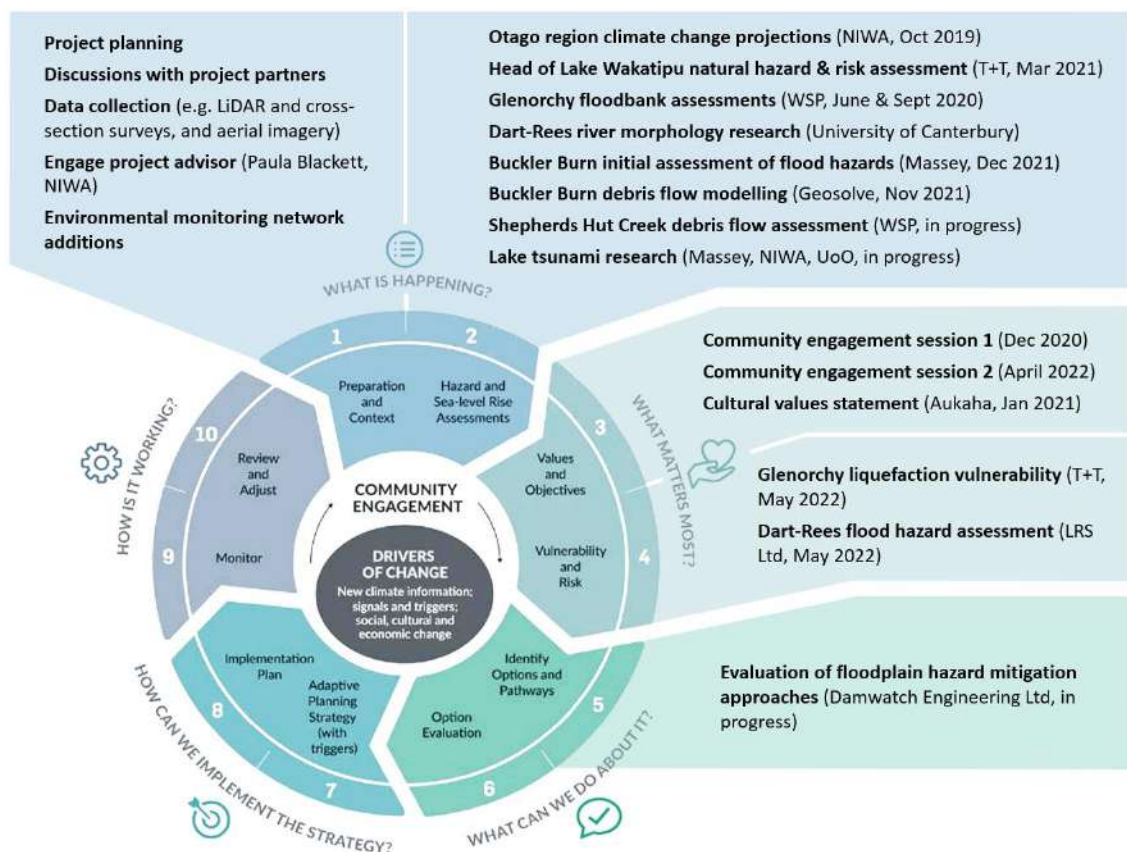 Project planning
Discussions with project partners
Data collection (e.g. LiDAR and cross-
section surveys, and aerial imagery)
Engage project advisor (Paula Blackett,
NIWA)
Environmental monitoring network
additions
Otago region climate change projections (NIWA, Oct 2019)
Head of Lake Wakatipu natural hazard & risk assessment (T+T, Mar 2021)
Glenorchy floodbank assessments (WSP, June & Sept 2020)
Dart-Rees river morphology research (University of Canterbury)
Buckler Burn initial assessment of flood hazards (Massey, Dec 2021)
Buckler Burn debris flow modelling (Geosolve, Nov 2021)
Shepherds Hut Creek debris flow assessment (WSP, in progress)
Lake tsunami research (Massey, NIWA, UoO, in progress)
WHAT IS HAPPENING?
1
Preparation
and
Context
2
Hazard and
Sea-level Rise
Assessments
Community engagement session 1 (Dec 2020)
Community engagement session 2 (April 2022)
Cultural values statement (Aukaha, Jan 2021)
WHAT MATTERS MOST?
3
Values
and
Objectives
4
Vulnerability
and
Risk
Glenorchy liquefaction vulnerability (T+T,
May 2022)
Dart-Rees flood hazard assessment (LRS
Ltd, May 2022)
COMMUNITY
ENGAGEMENT
DRIVERS
OF CHANGE
New climate information;
signals and triggers;
social, cultural and
economic change
WHAT CAN WE DO ABOUT IT?
5
Identify
Options and
Pathways
6
Option
Evaluation
Evaluation of floodplain hazard mitigation
approaches (Damwatch Engineering Ltd, in
progress)
HOW CAN WE IMPLEMENT THE STRATEGY?
7
Adaptive
Planning
Strategy
(with
triggers)
8
Implementation
Plan
HOW IS IT WORKING?
9
Monitor
10
Review
and
Adjust